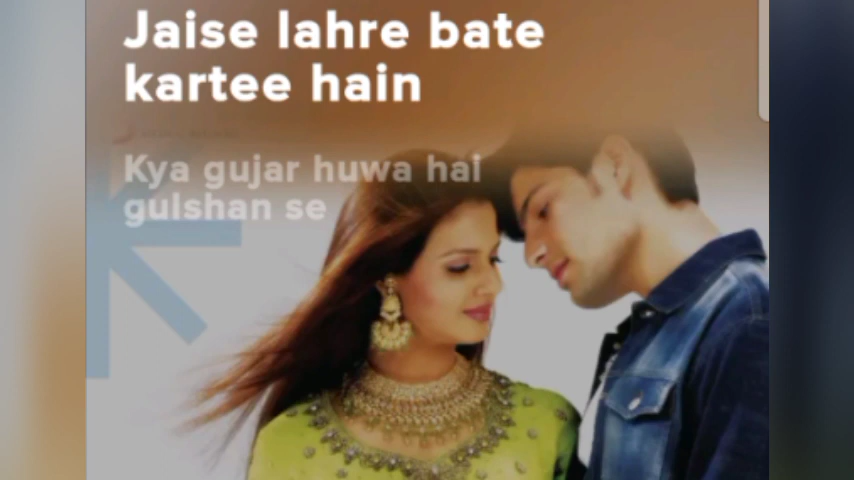 Jaise lahre bate
kartee hain
Kya gujar huwa hai
gulshan se